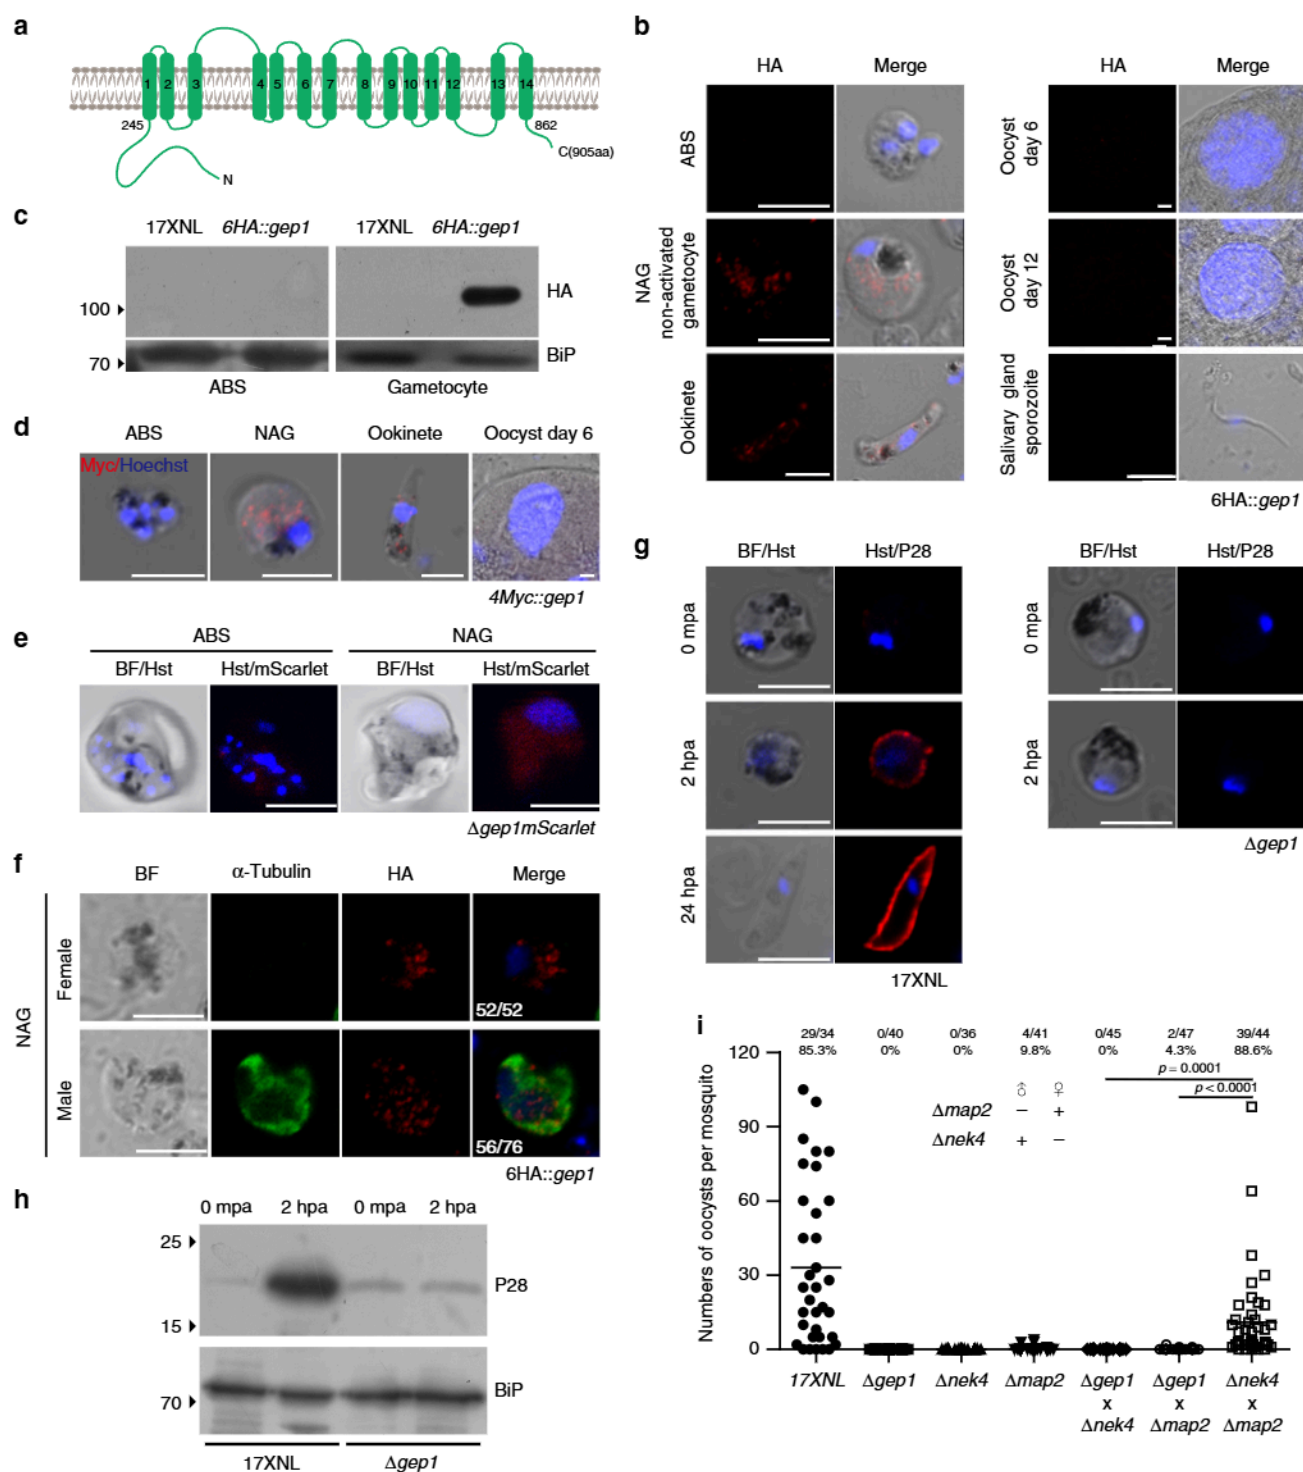 a
1 2 3 4 5 6 7 8 9 10 11 12 13 14
245
862
C(905aa)
N
b
HA Merge HA Merge
ABS
NAG
non-activated
gametocyte
Ookinete
Oocyst
day 6
Oocyst
day 12
Salivary gland
sporozoite
6HA::gep1
c
17XNL 6HA::gep1 17XNL 6HA::gep1
HA
100
BiP
70
ABS Gametocyte
d
ABS NAG Ookinete Oocyst day 6
Myc/Hoechst
4Myc::gep1
e
ABS NAG
BF/Hst Hst/mScarlet BF/Hst Hst/mScarlet
Δgep1mScarlet
f
BF α-Tubulin HA Merge
NAG
Female
52/52
Male
56/76
6HA::gep1
g
BF/Hst Hst/P28 BF/Hst Hst/P28
0 mpa
2 hpa
24 hpa
17XNL
0 mpa
2 hpa
Δgep1
h
0 mpa 2 hpa 0 mpa 2 hpa
25
P28
15
BiP
70
17XNL Δgep1
i
29/34 0/40 0/36 4/41 0/45 2/47 39/44
85.3% 0% 0% 9.8% 0% 4.3% 88.6%
p = 0.0001
p < 0.0001
♂ ♀
Δmap2 − +
Δnek4 + −
Numbers of oocysts per mosquito
120
90
60
30
0
17XNL Δgep1 Δnek4 Δmap2 Δgep1 Δgep1 Δnek4
x x x
Δnek4 Δmap2 Δmap2